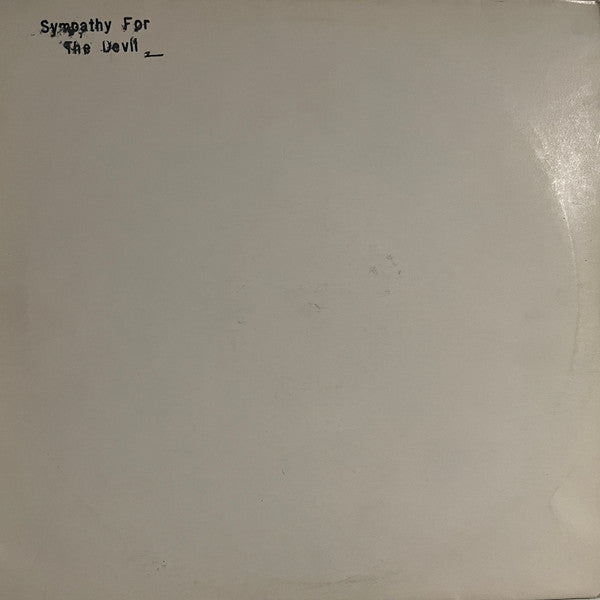 Sympathy For
The Devil